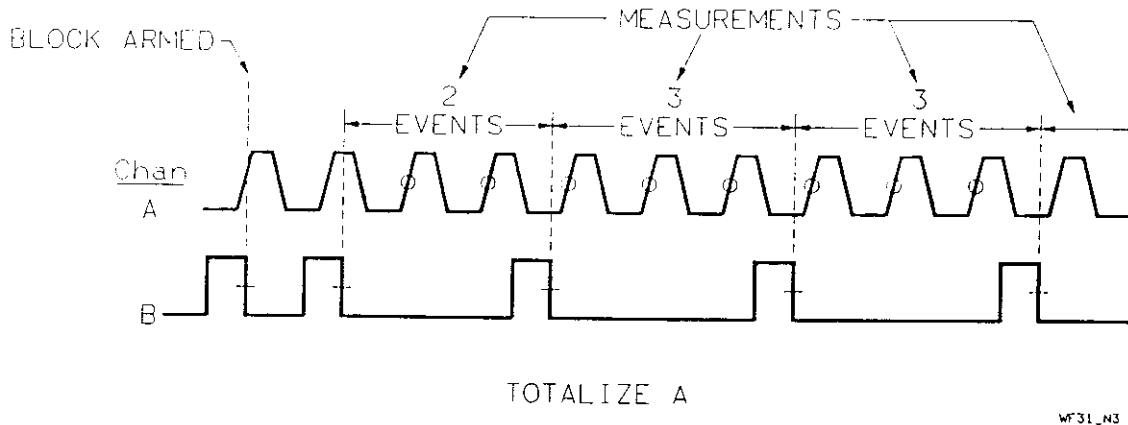 MEASUREMENTS
BLOCK ARMED
2
EVENTS
3
EVENTS
3
EVENTS
Chan
A
B
TOTALIZE A
WF31_N3